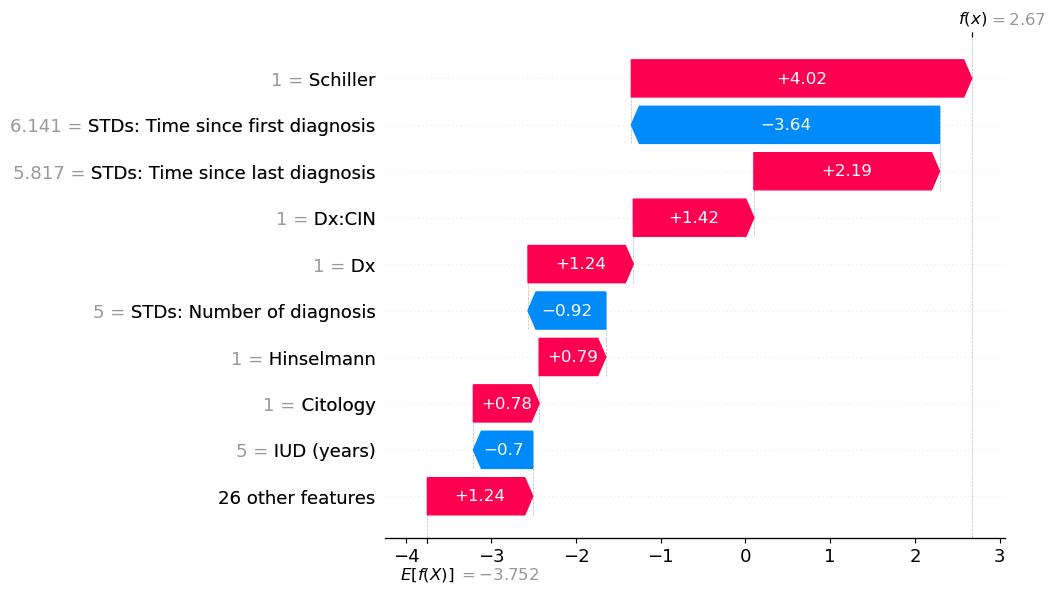 f(x) = 2.67
1 = Schiller
+4.02
6.141 = STDs: Time since first diagnosis
−3.64
5.817 = STDs: Time since last diagnosis
+2.19
1 = Dx:CIN
+1.42
1 = Dx
+1.24
5 = STDs: Number of diagnosis
−0.92
1 = Hinselmann
+0.79
1 = Citology
+0.78
5 = IUD (years)
−0.7
26 other features
+1.24
−4 −3 −2 −1 0 1 2 3
E[f(X)] = −3.752